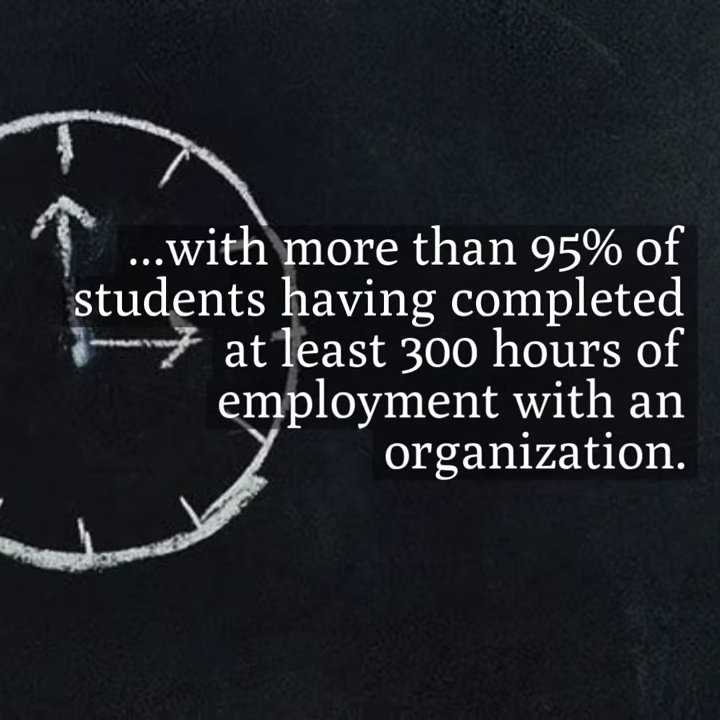 ...with more than 95% of
students having completed
at least 300 hours of
employment with an
organization.